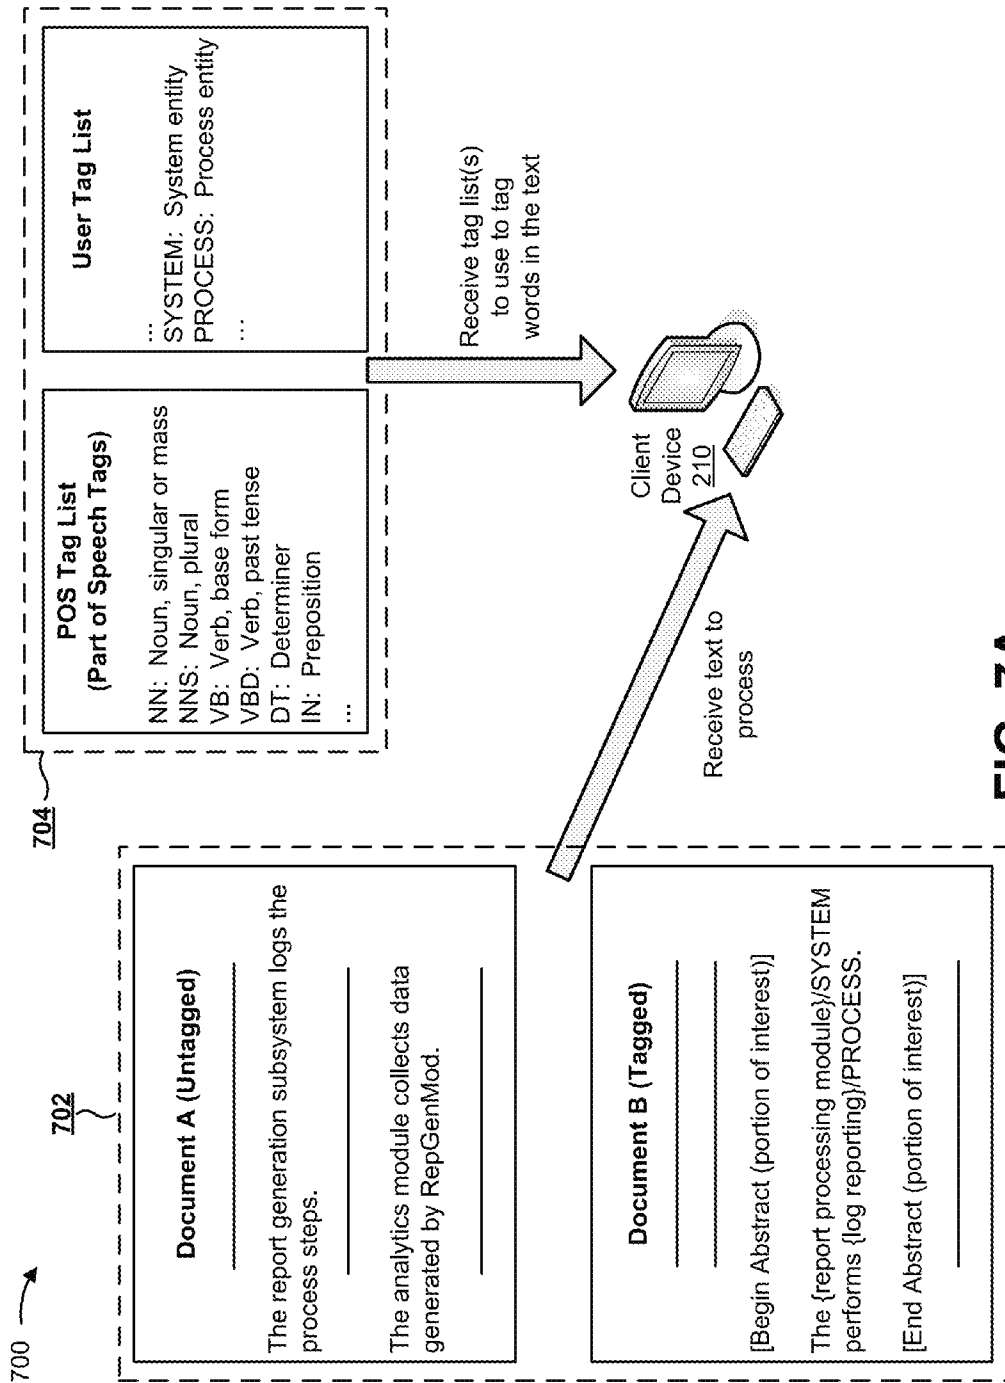 700
702
Document A (Untagged)
The report generation subsystem logs the
process steps.
The analytics module collects data
generated by RepGenMod.
Document B (Tagged)
[Begin Abstract (portion of interest)]
The {report processing module}/SYSTEM
performs {log reporting}/PROCESS.
[End Abstract (portion of interest)]
704
POS Tag List
(Part of Speech Tags)
NN: Noun, singular or mass
NNS: Noun, plural
VB: Verb, base form
VBD: Verb, past tense
DT: Determiner
IN: Preposition
...
User Tag List
...
SYSTEM: System entity
PROCESS: Process entity
...
Receive text to
process
Client
Device
210
Receive tag list(s)
to use to tag
words in the text
FIG. 7A